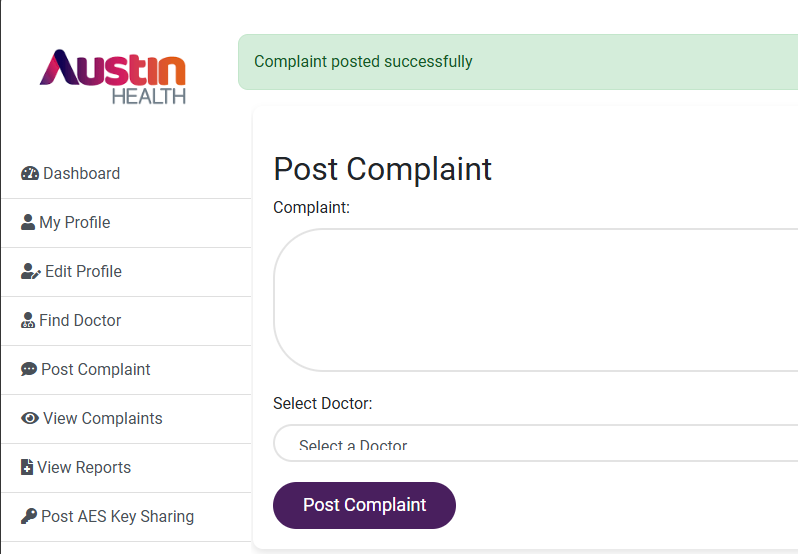 Austin
HEALTH
Complaint posted successfully
Dashboard
My Profile
Edit Profile
Find Doctor
Post Complaint
View Complaints
View Reports
Post AES Key Sharing
Post Complaint
Complaint:
Select Doctor:
Select a Doctor
Post Complaint